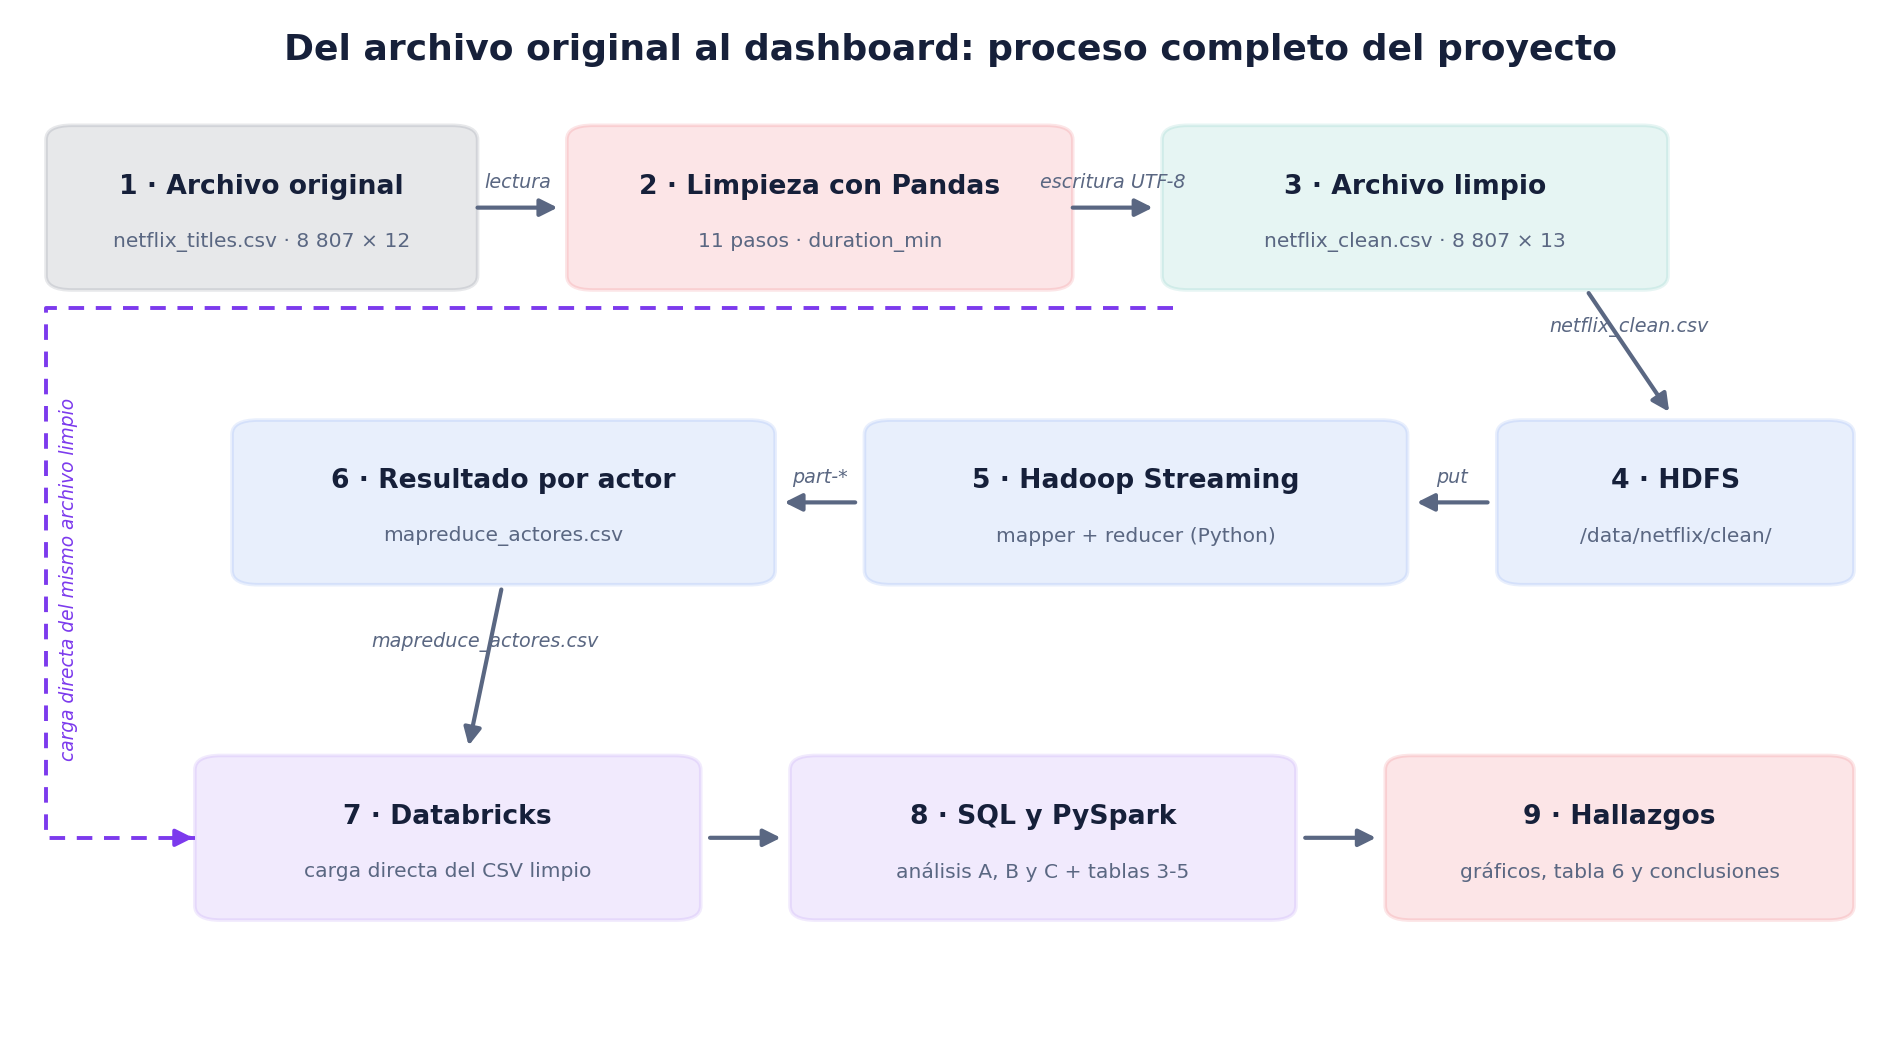 Del archivo original al dashboard: proceso completo del proyecto
1 · Archivo original
netflix_titles.csv · 8 807 × 12
lectura
2 · Limpieza con Pandas
11 pasos · duration_min
escritura UTF-8
3 · Archivo limpio
netflix_clean.csv · 8 807 × 13
netflix_clean.csv
4 · HDFS
/data/netflix/clean/
put
5 · Hadoop Streaming
mapper + reducer (Python)
part-*
6 · Resultado por actor
mapreduce_actores.csv
mapreduce_actores.csv
carga directa del mismo archivo limpio
7 · Databricks
carga directa del CSV limpio
8 · SQL y PySpark
análisis A, B y C + tablas 3-5
9 · Hallazgos
gráficos, tabla 6 y conclusiones